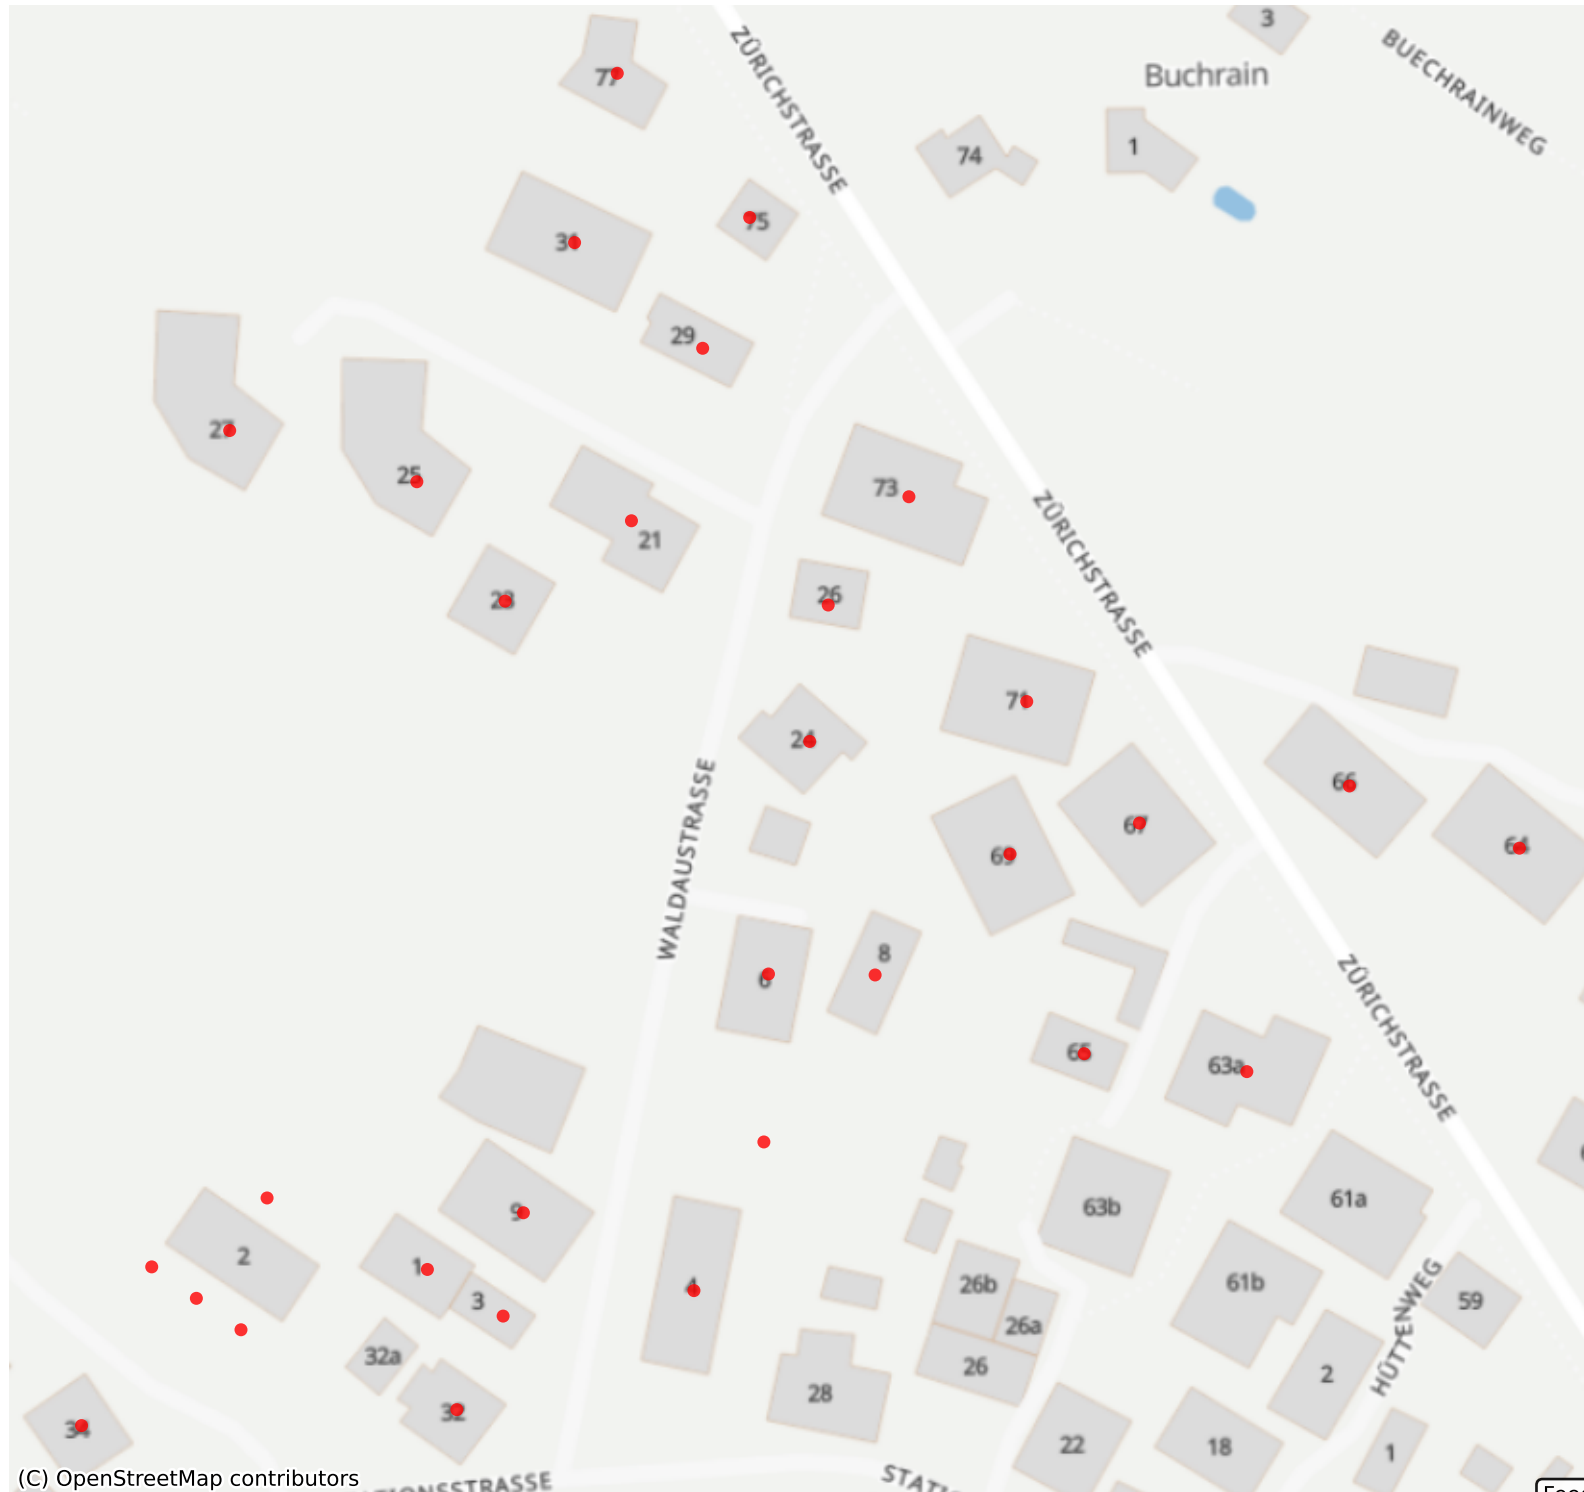 3
ZÜRICHSTRASSE
BUECHRAINWEG
Buchrain
77
74
1
75
31
29
27
25
73
21
ZÜRICHSTRASSE
26
23
71
24
66
67
64
69
WALDAUSTRASSE
8
6
ZÜRICHSTRASSE
65
63a
61a
63b
9
2
1
3
4
26b
61b
HÜTTENWEG
59
26a
32a
26
2
28
32
34
22
18
1
(C) OpenStreetMap contributors